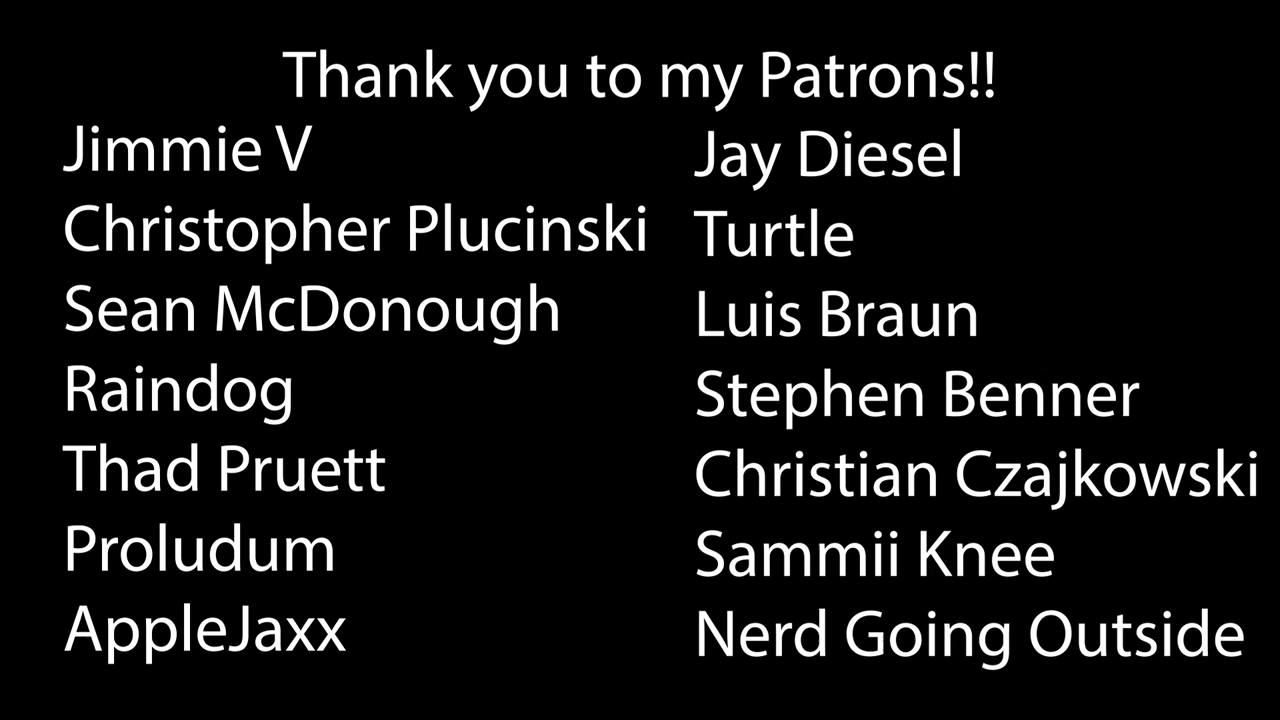 Thank you to my Patrons!!
Jimmie V
Christopher Plucinski
Sean McDonough
Raindog
Thad Pruett
Proludum
AppleJaxx
Jay Diesel
Turtle
Luis Braun
Stephen Benner
Christian Czajkowski
Sammii Knee
Nerd Going Outside